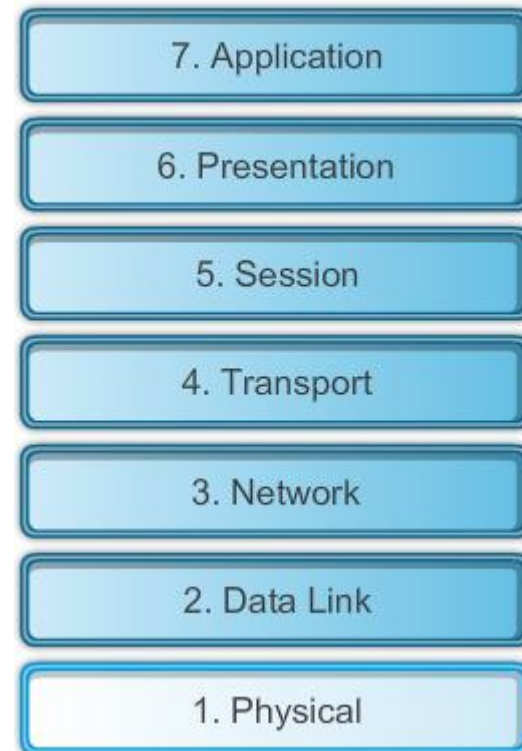 7. Application
6. Presentation
5. Session
4. Transport
3. Network
2. Data Link
1. Physical